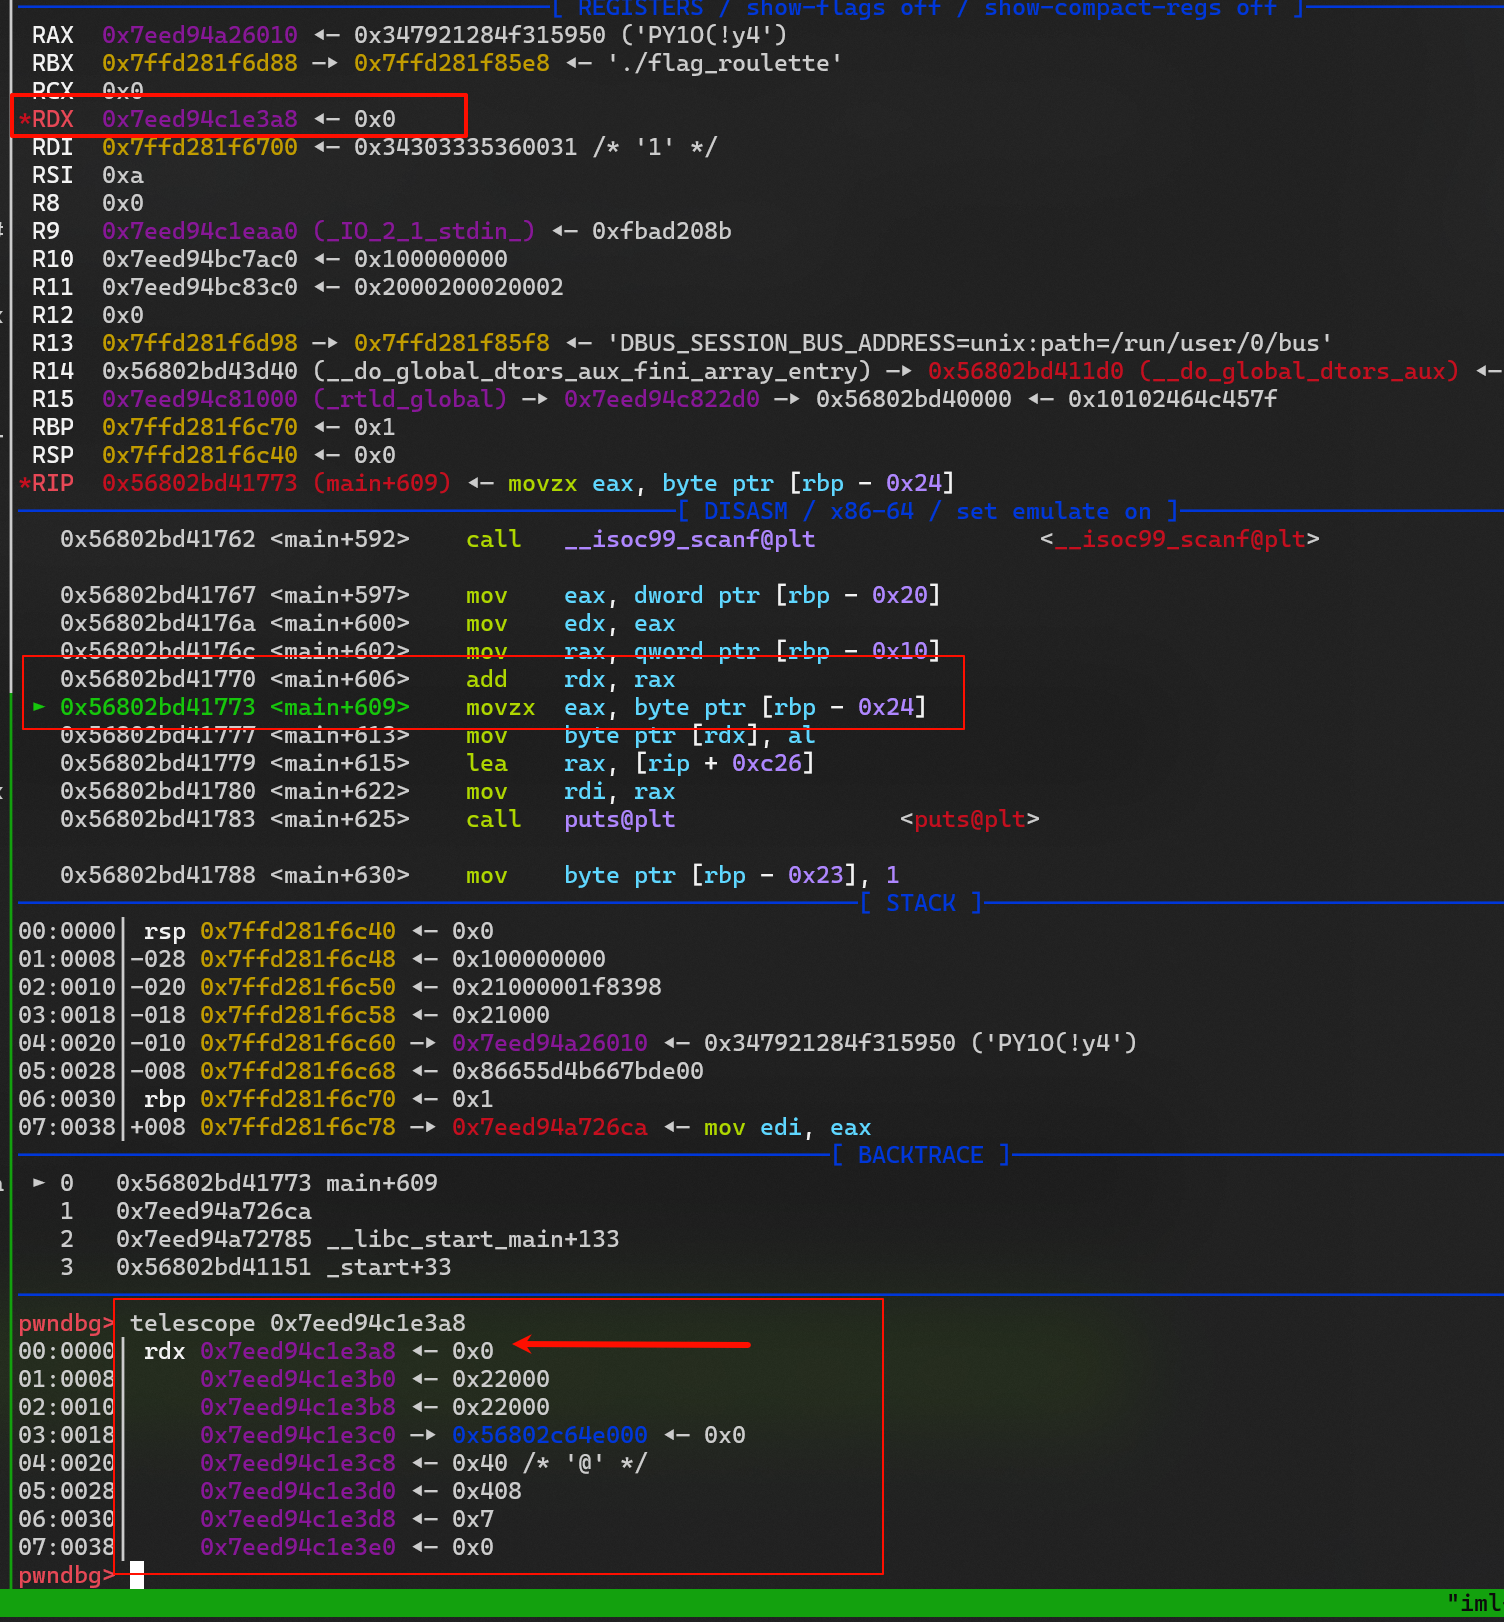 [ REGISTERS / show-flags off / show-compact-regs off ]
RAX 0x7eed94a26010 ◂— 0x347921284f315950 ('PY1O(!y4')
RBX 0x7ffd281f6d88 —▸ 0x7ffd281f85e8 ◂— './flag_roulette'
RCX 0x0
*RDX 0x7eed94c1e3a8 ◂— 0x0
RDI 0x7ffd281f6700 ◂— 0x34303335360031 /* '1' */
RSI 0xa
R8 0x0
R9 0x7eed94c1eaa0 (_IO_2_1_stdin_) ◂— 0xfbad208b
R10 0x7eed94bc7ac0 ◂— 0x100000000
R11 0x7eed94bc83c0 ◂— 0x2000200020002
R12 0x0
R13 0x7ffd281f6d98 —▸ 0x7ffd281f85f8 ◂— 'DBUS_SESSION_BUS_ADDRESS=unix:path=/run/user/0/bus'
R14 0x56802bd43d40 (__do_global_dtors_aux_fini_array_entry) —▸ 0x56802bd411d0 (__do_global_dtors_aux) ◂—
R15 0x7eed94c81000 (_rtld_global) —▸ 0x7eed94c822d0 —▸ 0x56802bd40000 ◂— 0x10102464c457f
RBP 0x7ffd281f6c70 ◂— 0x1
RSP 0x7ffd281f6c40 ◂— 0x0
*RIP 0x56802bd41773 (main+609) ◂— movzx eax, byte ptr [rbp - 0x24]
[ DISASM / x86-64 / set emulate on ]
0x56802bd41762 <main+592> call __isoc99_scanf@plt <__isoc99_scanf@plt>
0x56802bd41767 <main+597> mov eax, dword ptr [rbp - 0x20]
0x56802bd4176a <main+600> mov edx, eax
0x56802bd4176c <main+602> mov rax, qword ptr [rbp - 0x10]
0x56802bd41770 <main+606> add rdx, rax
► 0x56802bd41773 <main+609> movzx eax, byte ptr [rbp - 0x24]
0x56802bd41777 <main+613> mov byte ptr [rdx], al
0x56802bd41779 <main+615> lea rax, [rip + 0xc26]
0x56802bd41780 <main+622> mov rdi, rax
0x56802bd41783 <main+625> call puts@plt <puts@plt>
0x56802bd41788 <main+630> mov byte ptr [rbp - 0x23], 1
[ STACK ]
00:0000│ rsp 0x7ffd281f6c40 ◂— 0x0
01:0008│-028 0x7ffd281f6c48 ◂— 0x100000000
02:0010│-020 0x7ffd281f6c50 ◂— 0x21000001f8398
03:0018│-018 0x7ffd281f6c58 ◂— 0x21000
04:0020│-010 0x7ffd281f6c60 —▸ 0x7eed94a26010 ◂— 0x347921284f315950 ('PY1O(!y4')
05:0028│-008 0x7ffd281f6c68 ◂— 0x86655d4b667bde00
06:0030│ rbp 0x7ffd281f6c70 ◂— 0x1
07:0038│+008 0x7ffd281f6c78 —▸ 0x7eed94a726ca ◂— mov edi, eax
[ BACKTRACE ]
► 0 0x56802bd41773 main+609
1 0x7eed94a726ca
2 0x7eed94a72785 __libc_start_main+133
3 0x56802bd41151 _start+33
pwndbg> telescope 0x7eed94c1e3a8
00:0000│ rdx 0x7eed94c1e3a8 ◂— 0x0
01:0008│ 0x7eed94c1e3b0 ◂— 0x22000
02:0010│ 0x7eed94c1e3b8 ◂— 0x22000
03:0018│ 0x7eed94c1e3c0 —▸ 0x56802c64e000 ◂— 0x0
04:0020│ 0x7eed94c1e3c8 ◂— 0x40 /* '@' */
05:0028│ 0x7eed94c1e3d0 ◂— 0x408
06:0030│ 0x7eed94c1e3d8 ◂— 0x7
07:0038│ 0x7eed94c1e3e0 ◂— 0x0
pwndbg>
"iml